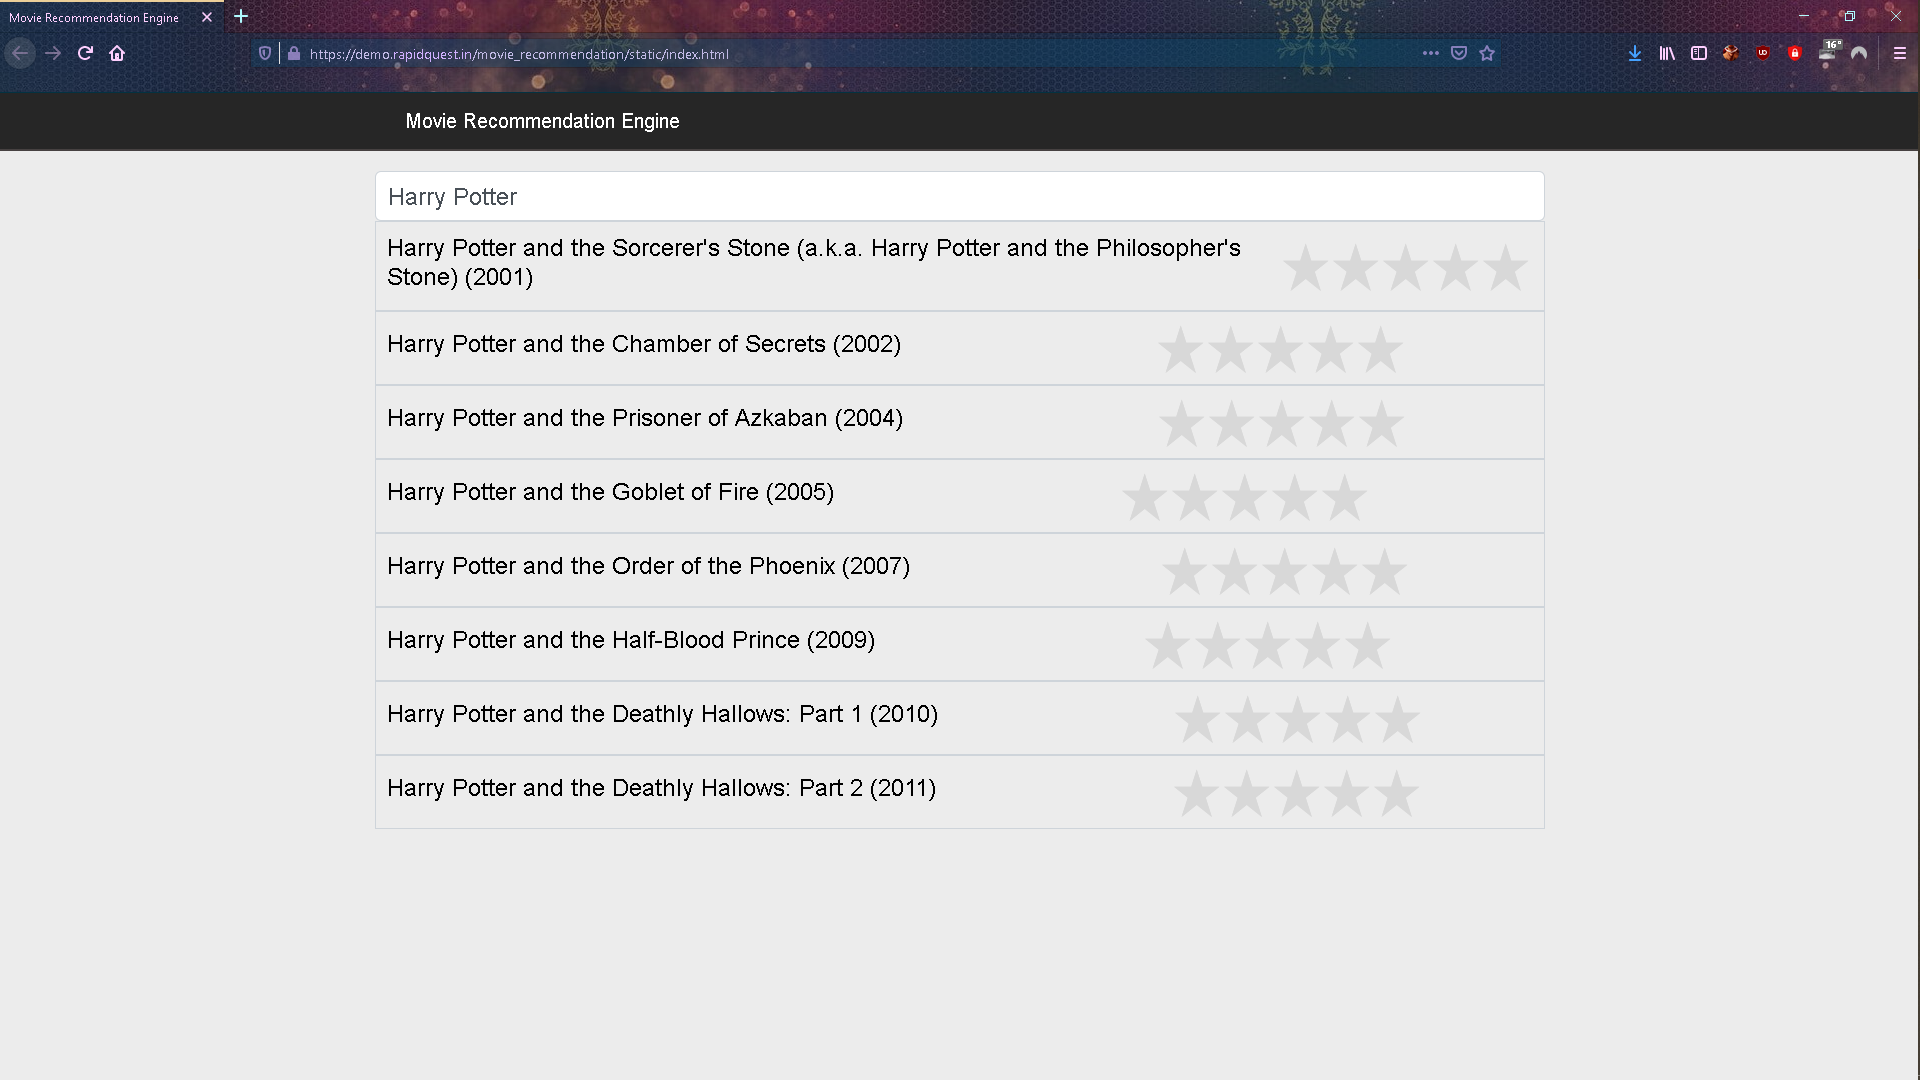 Movie Recommendation Engine
https://demo.rapidquest.in/movie_recommendation/static/index.html
16°
Movie Recommendation Engine
Harry Potter
Harry Potter and the Sorcerer's Stone (a.k.a. Harry Potter and the Philosopher's
Stone) (2001)
Harry Potter and the Chamber of Secrets (2002)
Harry Potter and the Prisoner of Azkaban (2004)
Harry Potter and the Goblet of Fire (2005)
Harry Potter and the Order of the Phoenix (2007)
Harry Potter and the Half-Blood Prince (2009)
Harry Potter and the Deathly Hallows: Part 1 (2010)
Harry Potter and the Deathly Hallows: Part 2 (2011)